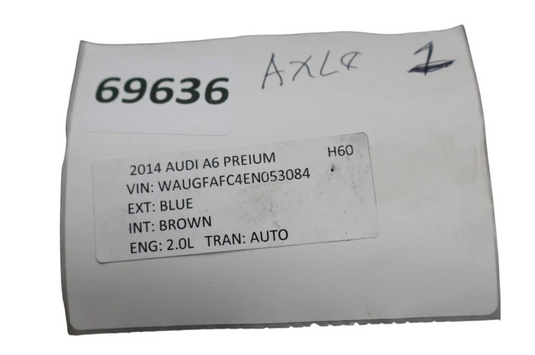 69636 AXLE 1
2014 AUDI A6 PREIUM H60
VIN: WAUGFAFC4EN053084
EXT: BLUE
INT: BROWN
ENG: 2.0L TRAN: AUTO